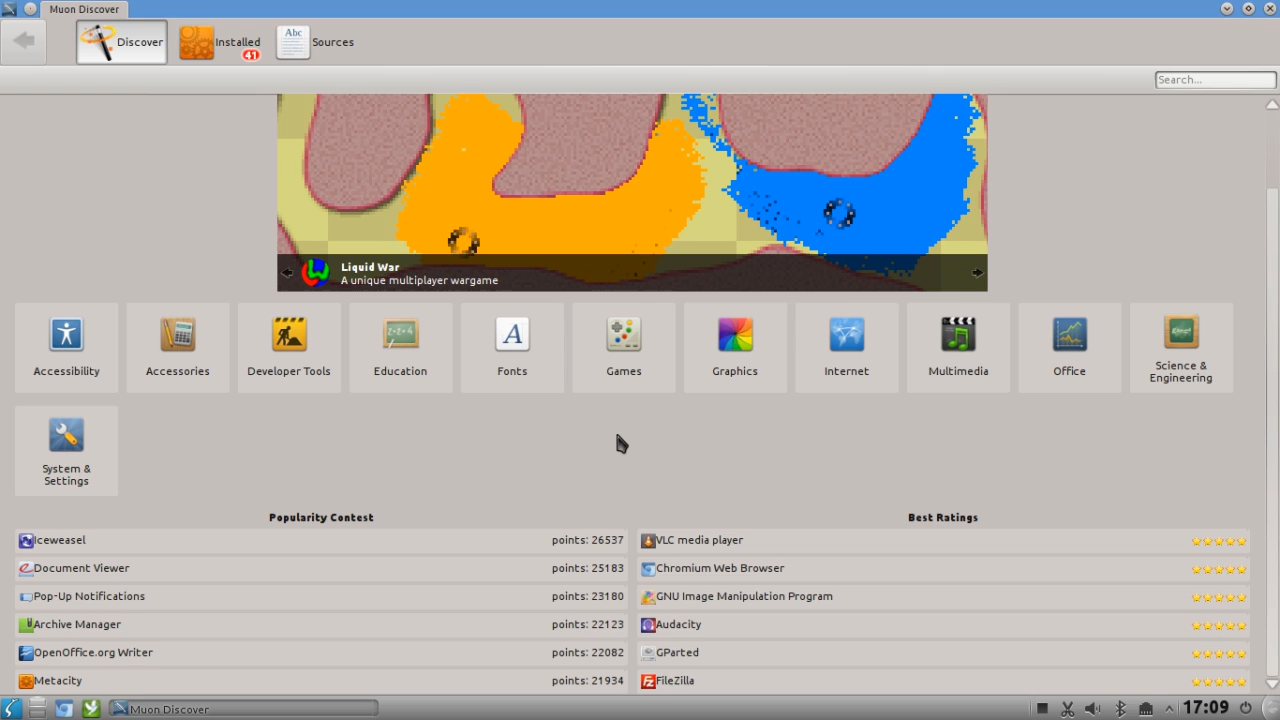 Muon Discover
Discover
Installed
41
Abc
Sources
Search...
Liquid War
A unique multiplayer wargame
Accessibility
Accessories
Developer Tools
Education
A
Fonts
Games
Graphics
Internet
Multimedia
Office
Science &
Engineering
System &
Settings
Popularity Contest
Iceweasel points: 26537
Document Viewer points: 25183
Pop-Up Notifications points: 23180
Archive Manager points: 22123
OpenOffice.org Writer points: 22082
Metacity points: 21934
Best Ratings
VLC media player
Chromium Web Browser
GNU Image Manipulation Program
Audacity
GParted
FileZilla
Muon Discover
17:09